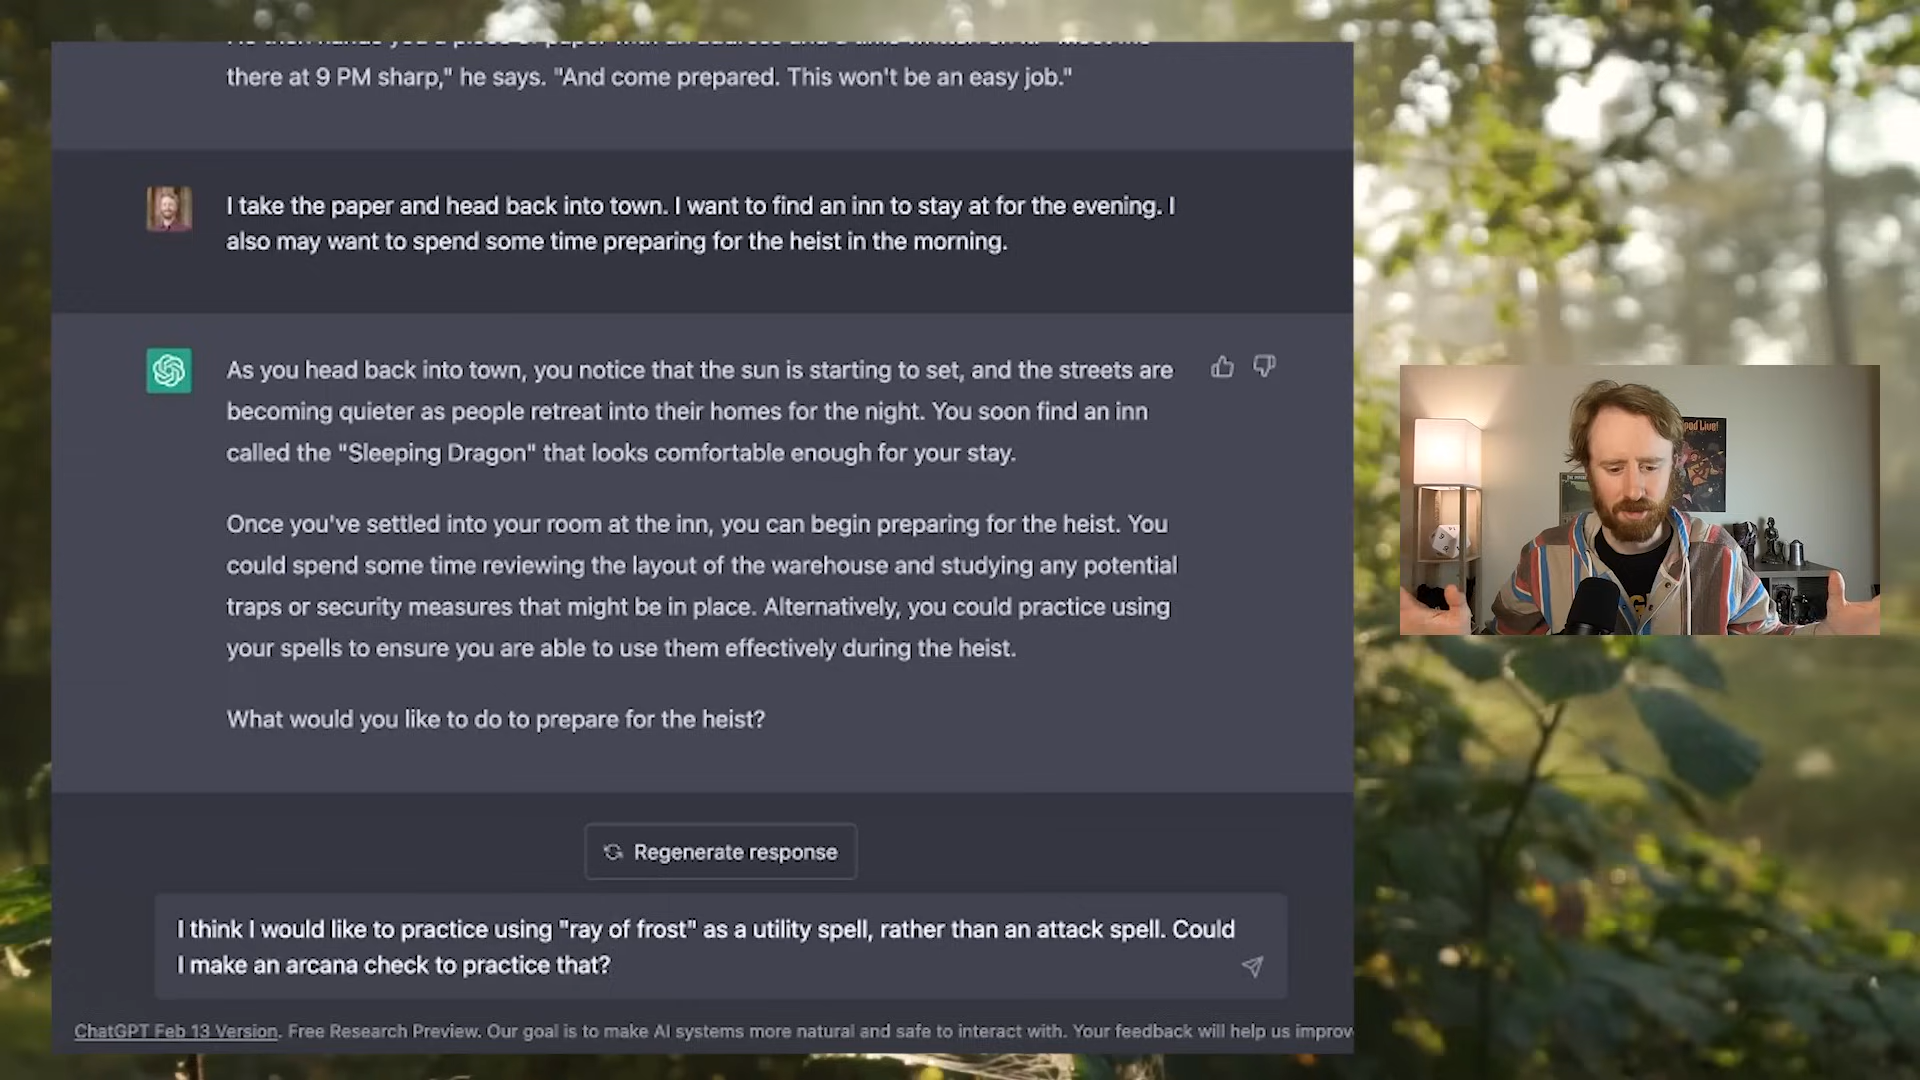 there at 9 PM sharp," he says. "And come prepared. This won't be an easy job."
I take the paper and head back into town. I want to find an inn to stay at for the evening. I
also may want to spend some time preparing for the heist in the morning.
As you head back into town, you notice that the sun is starting to set, and the streets are
becoming quieter as people retreat into their homes for the night. You soon find an inn
called the "Sleeping Dragon" that looks comfortable enough for your stay.
Once you've settled into your room at the inn, you can begin preparing for the heist. You
could spend some time reviewing the layout of the warehouse and studying any potential
traps or security measures that might be in place. Alternatively, you could practice using
your spells to ensure you are able to use them effectively during the heist.
What would you like to do to prepare for the heist?
Regenerate response
I think I would like to practice using "ray of frost" as a utility spell, rather than an attack spell. Could
I make an arcana check to practice that?
ChatGPT Feb 13 Version. Free Research Preview. Our goal is to make AI systems more natural and safe to interact with. Your feedback will help us improv
Live!